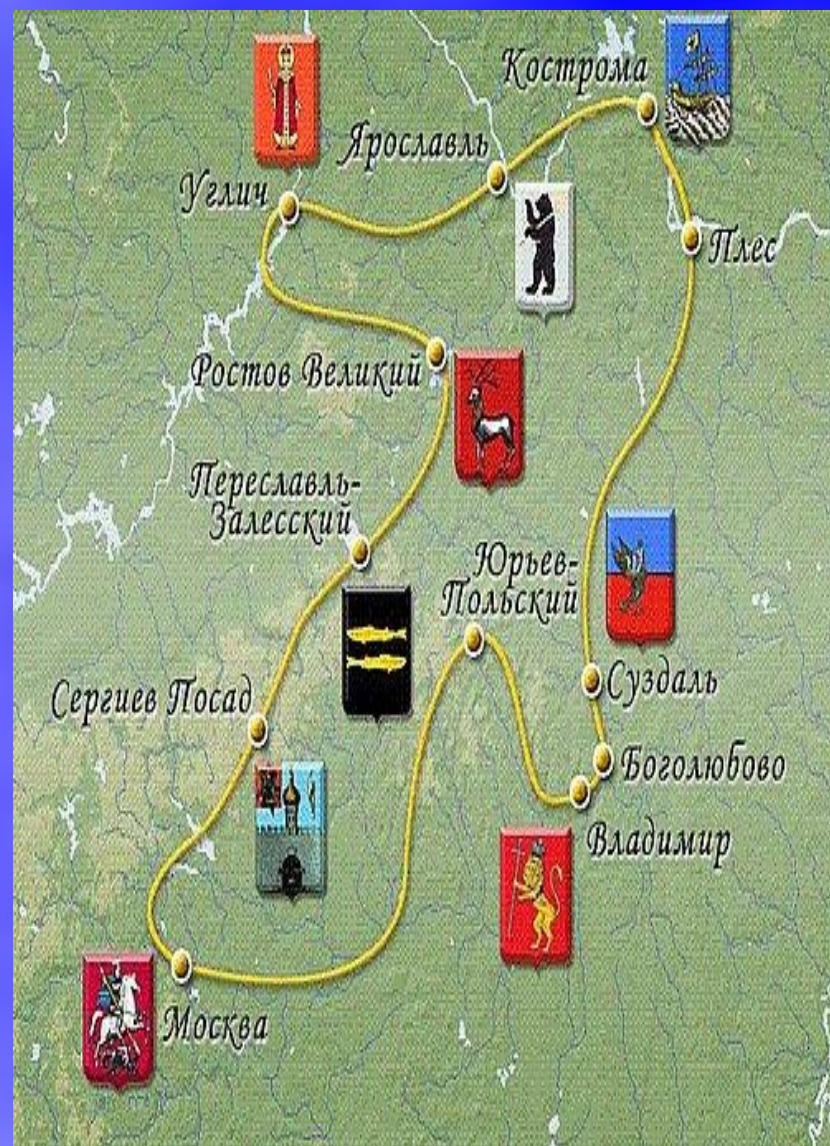 Кострома
Ярославль
Углич
Плес
Ростов Великий
Переславль-
Залесский
Юрьев-
Польский
Суздаль
Сергиев Посад
Боголюбово
Владимир
Москва